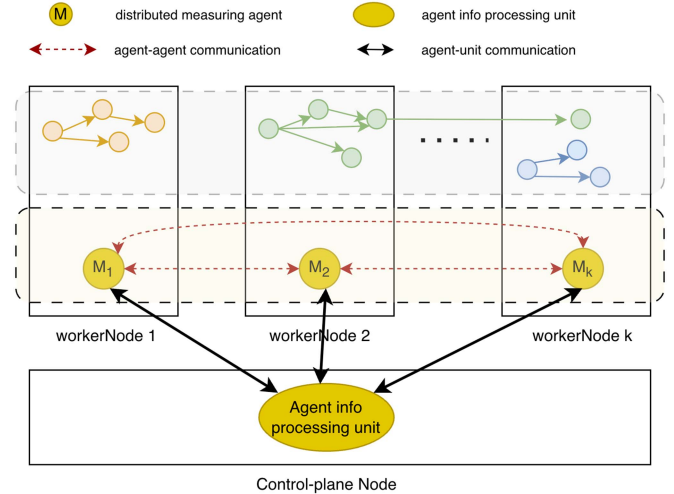 M distributed measuring agent
agent info processing unit
agent-agent communication
agent-unit communication
M1
M2
Mk
workerNode 1
workerNode 2
workerNode k
Agent info
processing unit
Control-plane Node